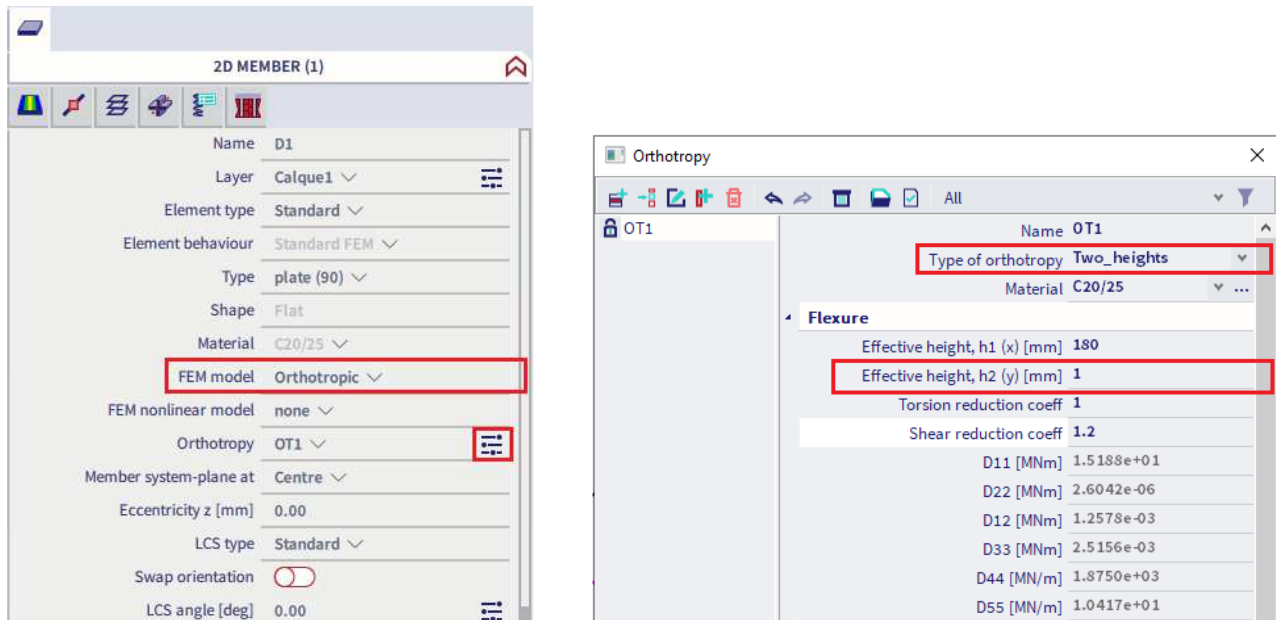 2D MEMBER (1)
Name D1
Layer Calque1
Element type Standard
Element behaviour Standard FEM
Type plate (90)
Shape Flat
Material C20/25
FEM model Orthotropic
FEM nonlinear model none
Orthotropy OT1
Member system-plane at Centre
Eccentricity z [mm] 0.00
LCS type Standard
Swap orientation
LCS angle [deg] 0.00
Orthotropy
All
OT1
Name OT1
Type of orthotropy Two_heights
Material C20/25 ...
Flexure
Effective height, h1 (x) [mm] 180
Effective height, h2 (y) [mm] 1
Torsion reduction coeff 1
Shear reduction coeff 1.2
D11 [MNm] 1.5188e+01
D22 [MNm] 2.6042e-06
D12 [MNm] 1.2578e-03
D33 [MNm] 2.5156e-03
D44 [MN/m] 1.8750e+03
D55 [MN/m] 1.0417e+01